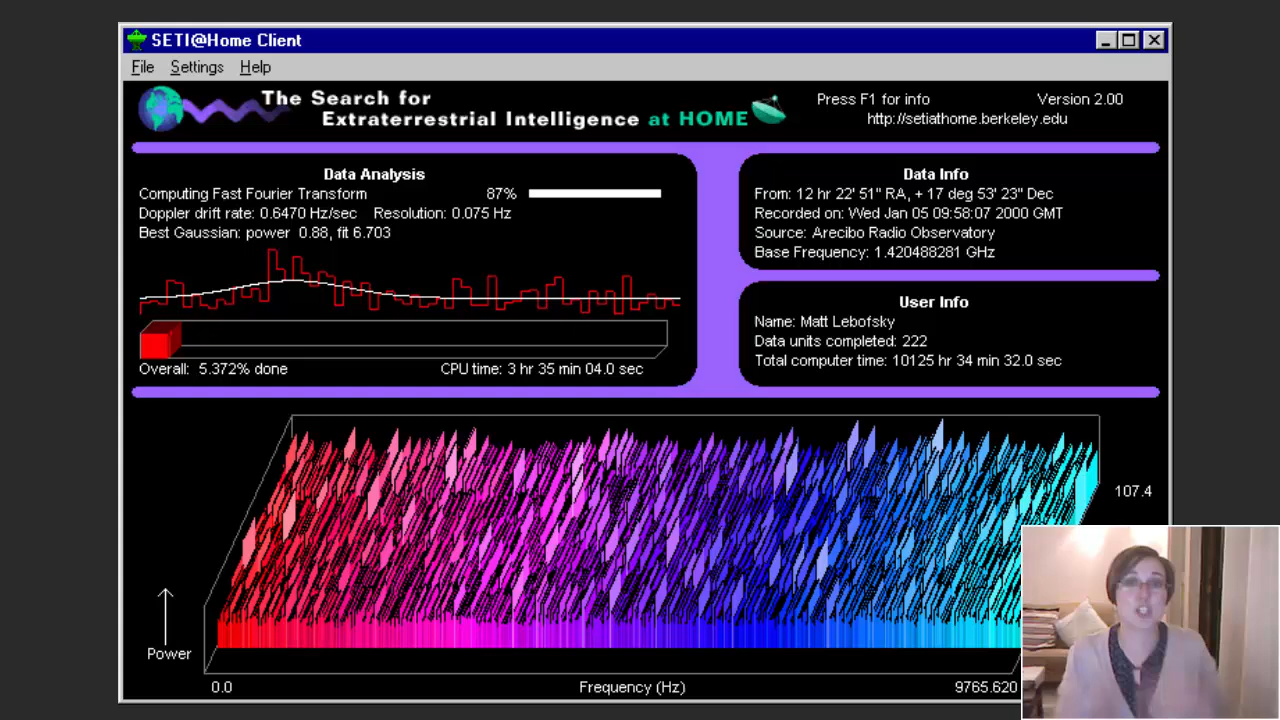 SETI@Home Client
File Settings Help
The Search for
Extraterrestrial Intelligence at HOME
Press F1 for info Version 2.00
http://setiathome.berkeley.edu
Data Analysis
Computing Fast Fourier Transform 87%
Doppler drift rate: 0.6470 Hz/sec Resolution: 0.075 Hz
Best Gaussian: power 0.88, fit 6.703
Overall: 5.372% done CPU time: 3 hr 35 min 04.0 sec
Data Info
From: 12 hr 22' 51" RA, + 17 deg 53' 23" Dec
Recorded on: Wed Jan 05 09:58:07 2000 GMT
Source: Arecibo Radio Observatory
Base Frequency: 1.420488281 GHz
User Info
Name: Matt Lebofsky
Data units completed: 222
Total computer time: 10125 hr 34 min 32.0 sec
107.4
Power
0.0 Frequency (Hz) 9765.620